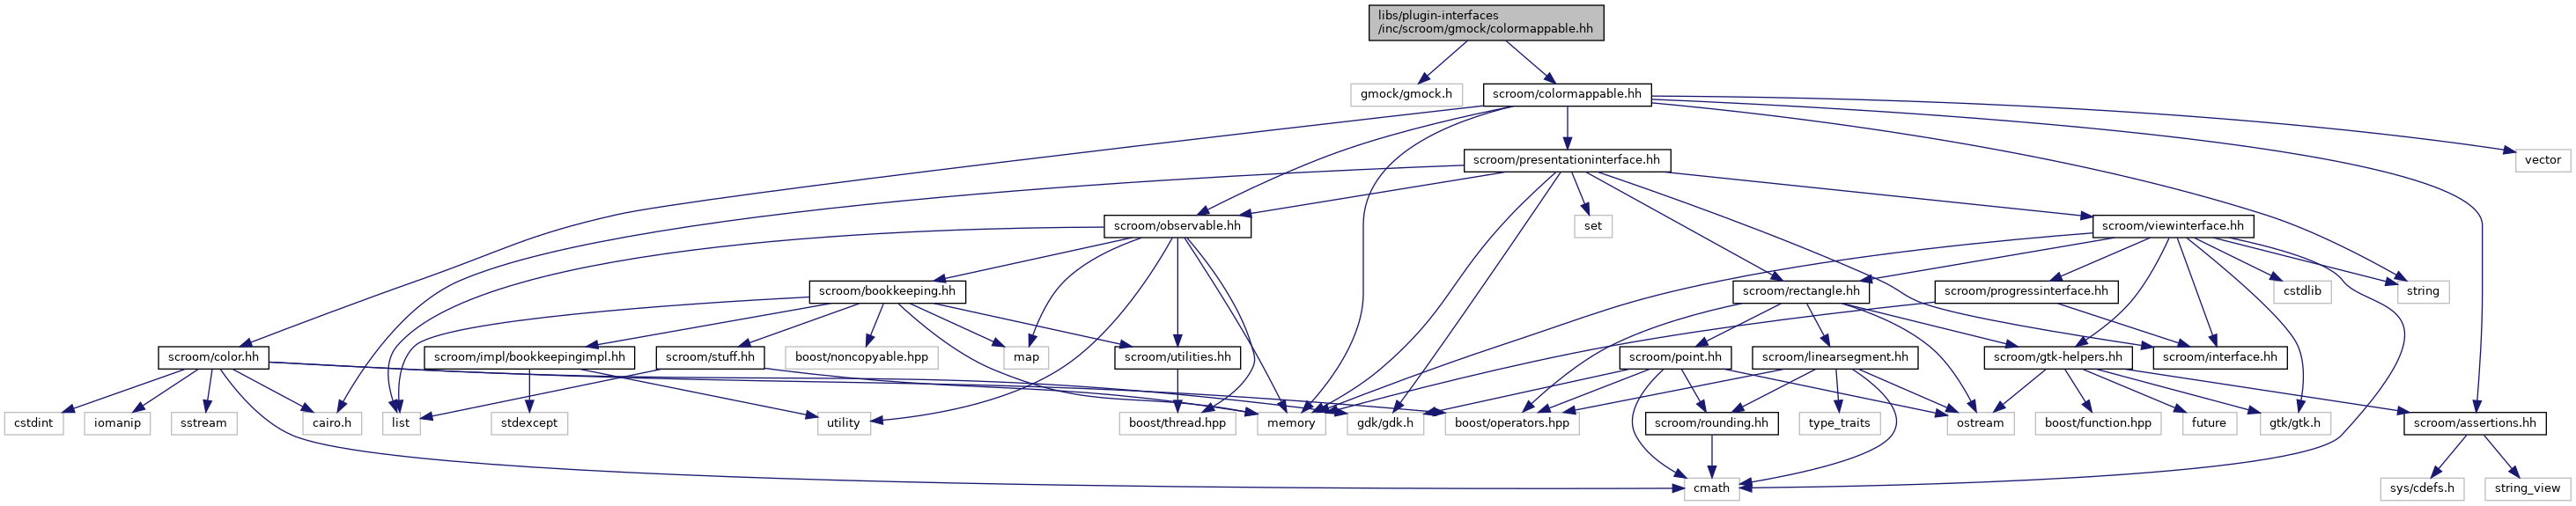 libs/plugin-interfaces
/inc/scroom/gmock/colormappable.hh
gmock/gmock.h
scroom/colormappable.hh
scroom/presentationinterface.hh
vector
scroom/observable.hh
set
scroom/viewinterface.hh
scroom/bookkeeping.hh
scroom/rectangle.hh
scroom/progressinterface.hh
cstdlib
string
scroom/color.hh
scroom/impl/bookkeepingimpl.hh
scroom/stuff.hh
boost/noncopyable.hpp
map
scroom/utilities.hh
scroom/point.hh
scroom/linearsegment.hh
scroom/gtk-helpers.hh
scroom/interface.hh
cstdint
iomanip
sstream
cairo.h
list
stdexcept
utility
boost/thread.hpp
memory
gdk/gdk.h
boost/operators.hpp
scroom/rounding.hh
type_traits
ostream
boost/function.hpp
future
gtk/gtk.h
scroom/assertions.hh
cmath
sys/cdefs.h
string_view